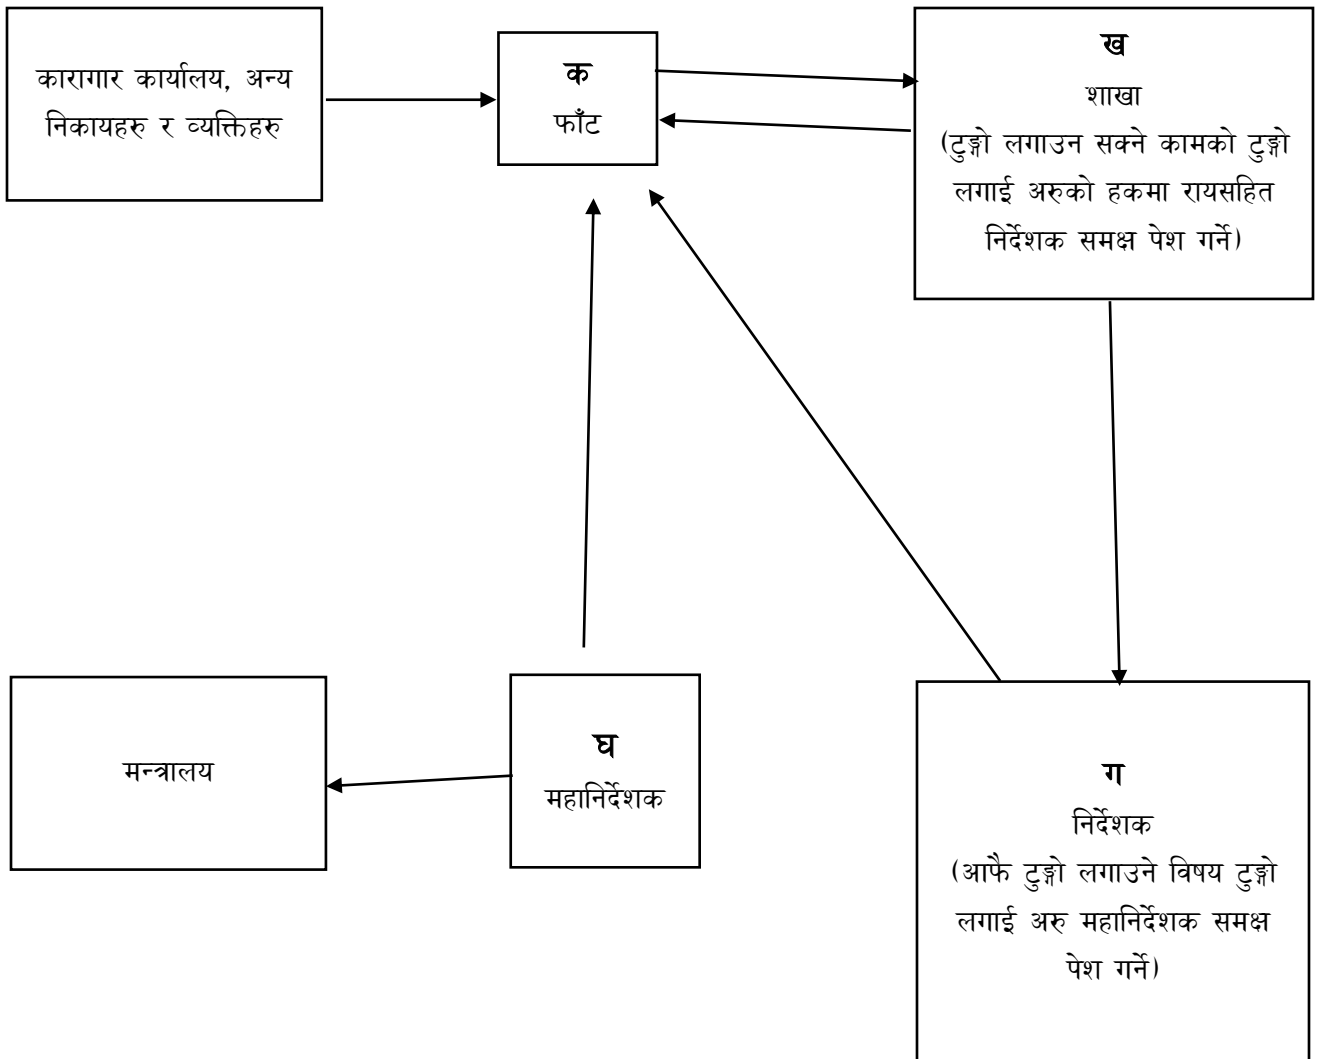 कारागार कार्यालय, अन्य
निकायहरु र व्यक्तिहरु
क
फाँट
ख
शाखा
(टुङ्गो लगाउन सक्ने कामको टुङ्गो
लगाई अरुको हकमा रायसहित
निर्देशक समक्ष पेश गर्ने)
मन्त्रालय
घ
महानिर्देशक
ग
निर्देशक
(आफै टुङ्गो लगाउने विषय टुङ्गो
लगाई अरु महानिर्देशक समक्ष
पेश गर्ने)